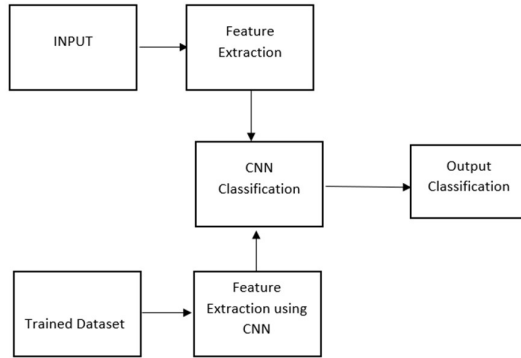 INPUT
Feature
Extraction
CNN
Classification
Output
Classification
Trained Dataset
Feature
Extraction using
CNN